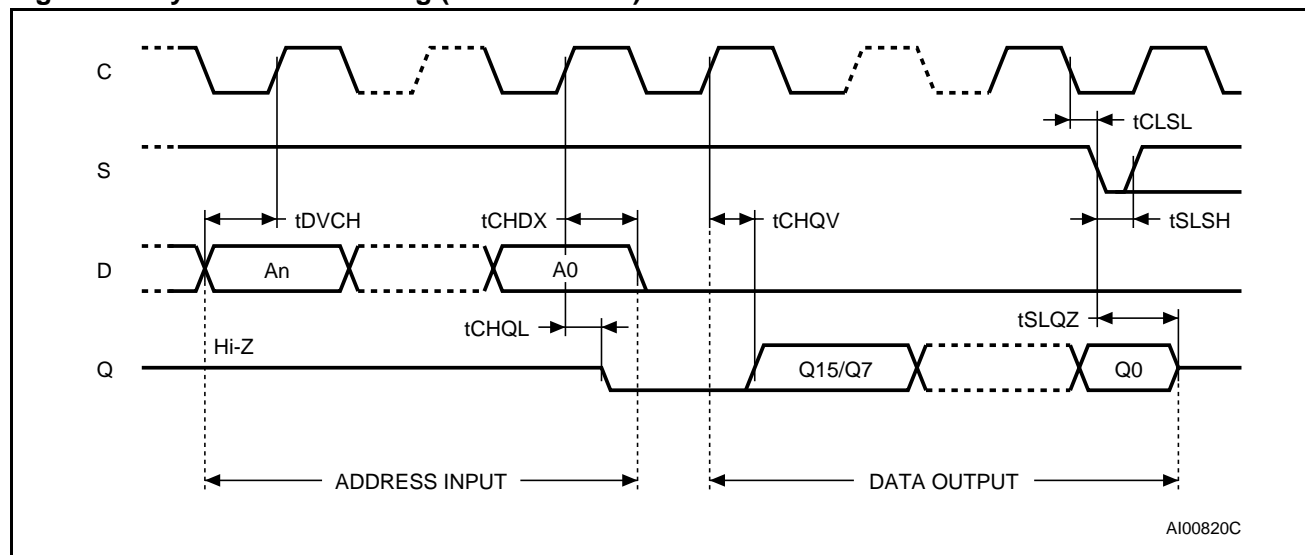 C
tCLSL
S
tDVCH
tCHDX
tCHQV
tSLSH
D
An
A0
tCHQL
tSLQZ
Hi-Z
Q
Q15/Q7
Q0
ADDRESS INPUT
DATA OUTPUT
AI00820C